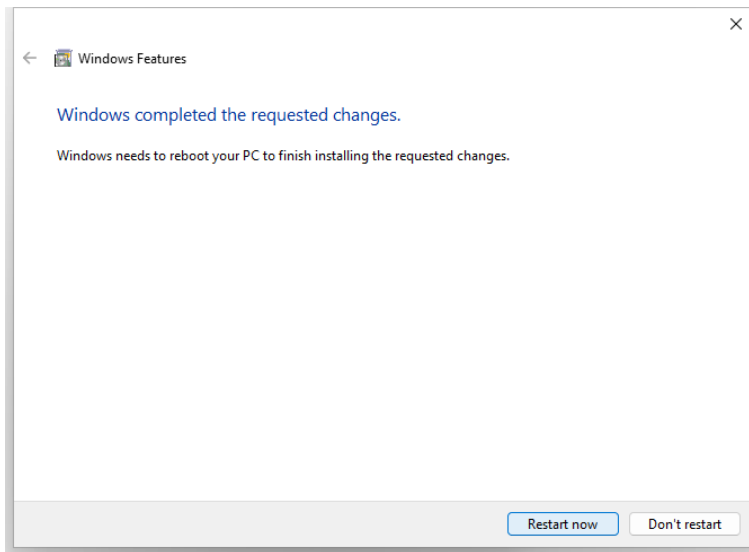 Windows Features
Windows completed the requested changes.
Windows needs to reboot your PC to finish installing the requested changes.
Restart now
Don't restart